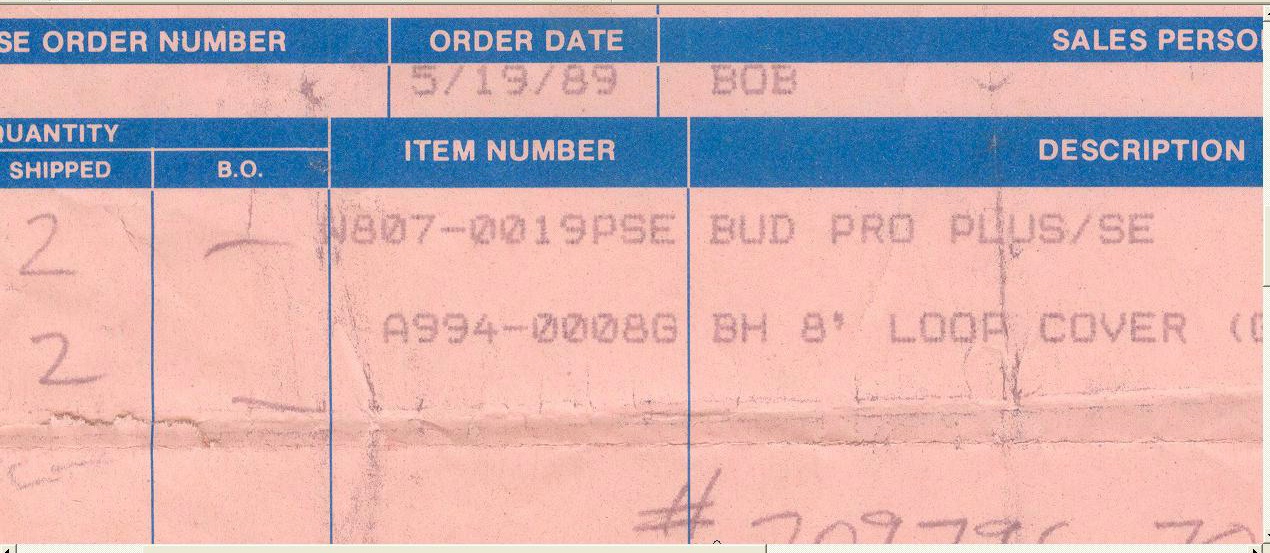 SE ORDER NUMBER ORDER DATE SALES PERSO
5/19/89 BOB
QUANTITY
SHIPPED B.O. ITEM NUMBER DESCRIPTION
2 — N807-0019PSE BUD PRO PLUS/SE
2 — A994-0008G BH 8' LOOP COVER (G
#